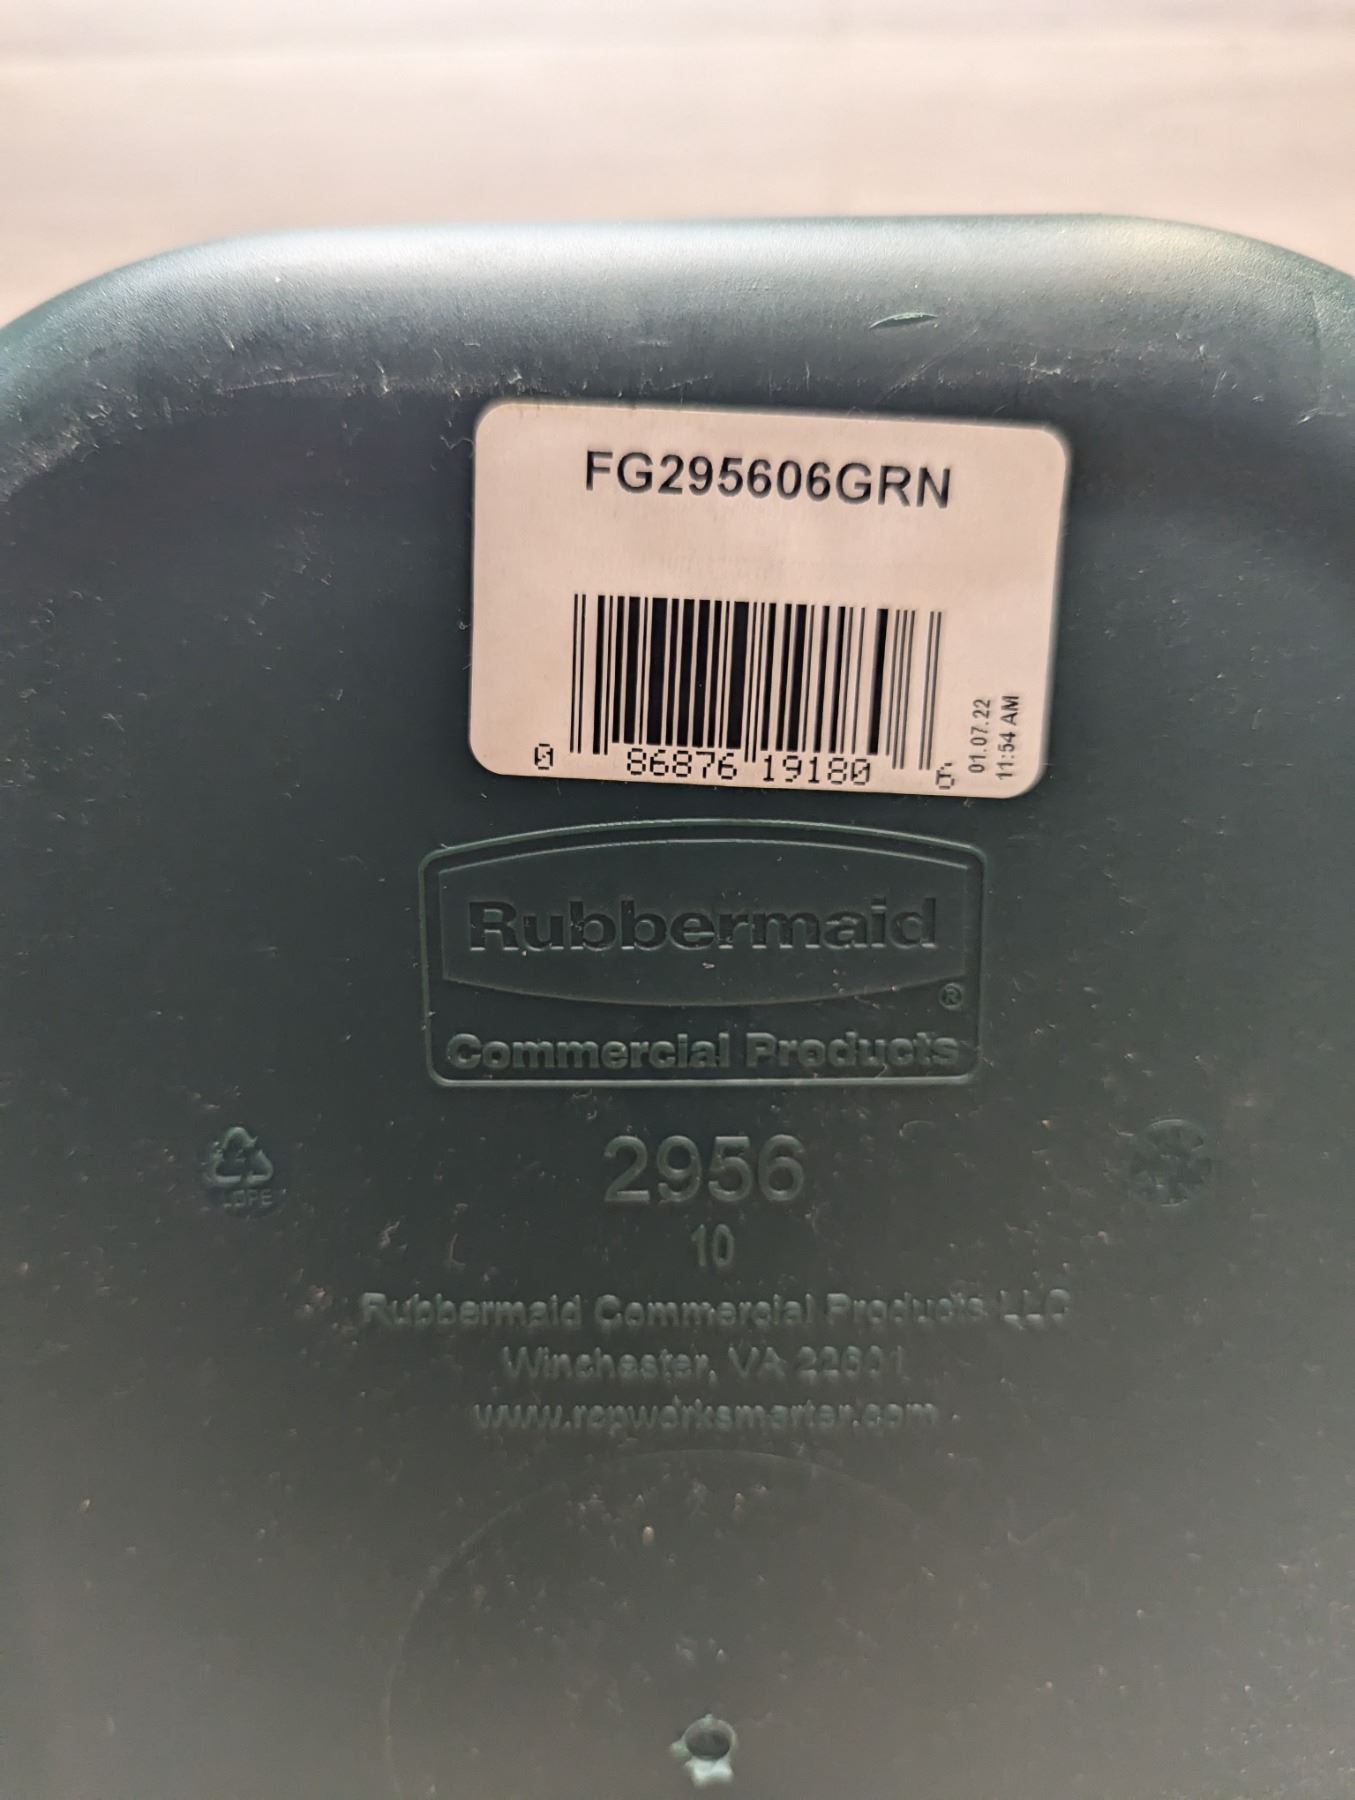 FG295606GRN
0 86876 19180 6
01.07.22
11:54 AM
Rubbermaid
®
Commercial Products
LDPE
2956
10
Rubbermaid Commercial Products LLC
Winchester, VA 22601
www.rcpworksmarter.com